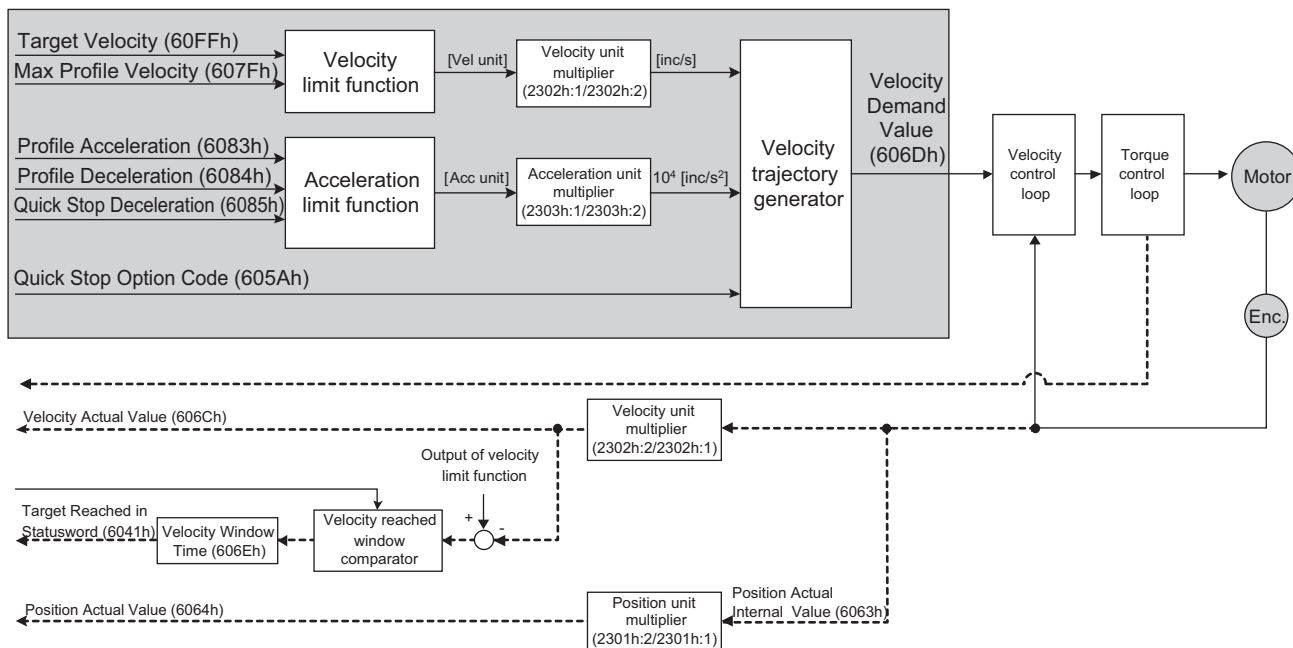 Target Velocity (60FFh)
Max Profile Velocity (607Fh)
Velocity
limit function
[Vel unit]
Velocity unit
multiplier
(2302h:1/2302h:2)
[inc/s]
Profile Acceleration (6083h)
Profile Deceleration (6084h)
Quick Stop Deceleration (6085h)
Acceleration
limit function
[Acc unit]
Acceleration unit
multiplier
(2303h:1/2303h:2)
10⁴ [inc/s²]
Quick Stop Option Code (605Ah)
Velocity
trajectory
generator
Velocity
Demand
Value
(606Dh)
Velocity
control
loop
Torque
control
loop
Motor
Enc.
Velocity Actual Value (606Ch)
Velocity unit
multiplier
(2302h:2/2302h:1)
Output of velocity
limit function
+
-
Target Reached in
Statusword (6041h)
Velocity Window
Time (606Eh)
Velocity reached
window
comparator
Position Actual Value (6064h)
Position unit
multiplier
(2301h:2/2301h:1)
Position Actual
Internal Value (6063h)